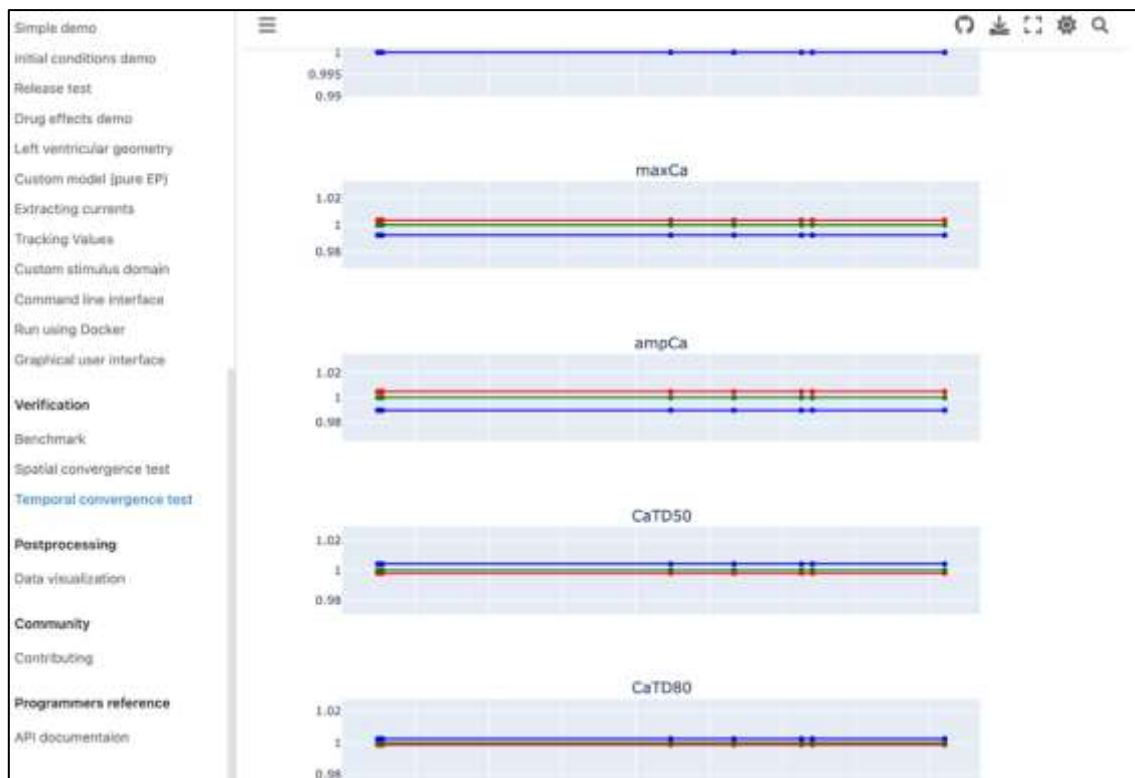 Simple demo
Initial conditions demo
Release test
Drug effects demo
Left ventricular geometry
Custom model (pure EP)
Extracting currents
Tracking Values
Custom stimulus domain
Command line interface
Run using Docker
Graphical user interface
Verification
Benchmark
Spatial convergence test
Temporal convergence test
Postprocessing
Data visualization
Community
Contributing
Programmers reference
API documentaion
1
0.995
0.99
maxCa
1.02
1
0.98
ampCa
1.02
1
0.98
CaTD50
1.02
1
0.98
CaTD80
1.02
1
0.98